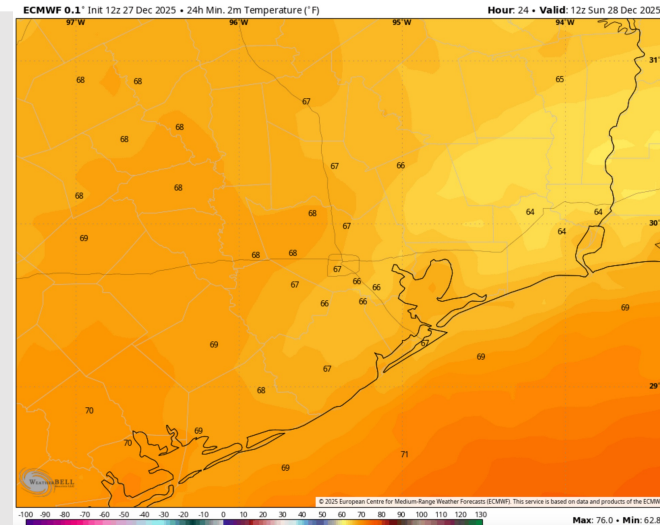 ECMWF 0.1° Init 12z 27 Dec 2025 • 24h Min. 2m Temperature (°F)
Hour: 24 • Valid: 12z Sun 28 Dec 2025
97°W 96°W 95°W 94°W
31°
68 68 65
67
68 68
67 66
68
68
68 64 64
67 64
30°
69
68 68
67
67 66 66
66 66
69
69 67 69
67
29°
68
70
69
70
71
69
WeatherBELL
© 2025 European Centre for Medium-Range Weather Forecasts (ECMWF). This service is based on data and products of the ECMW
-100 -90 -80 -70 -60 -50 -40 -30 -20 -10 0 10 20 30 40 50 60 70 80 90 100 110 120 130
Max: 76.0 • Min: 62.8